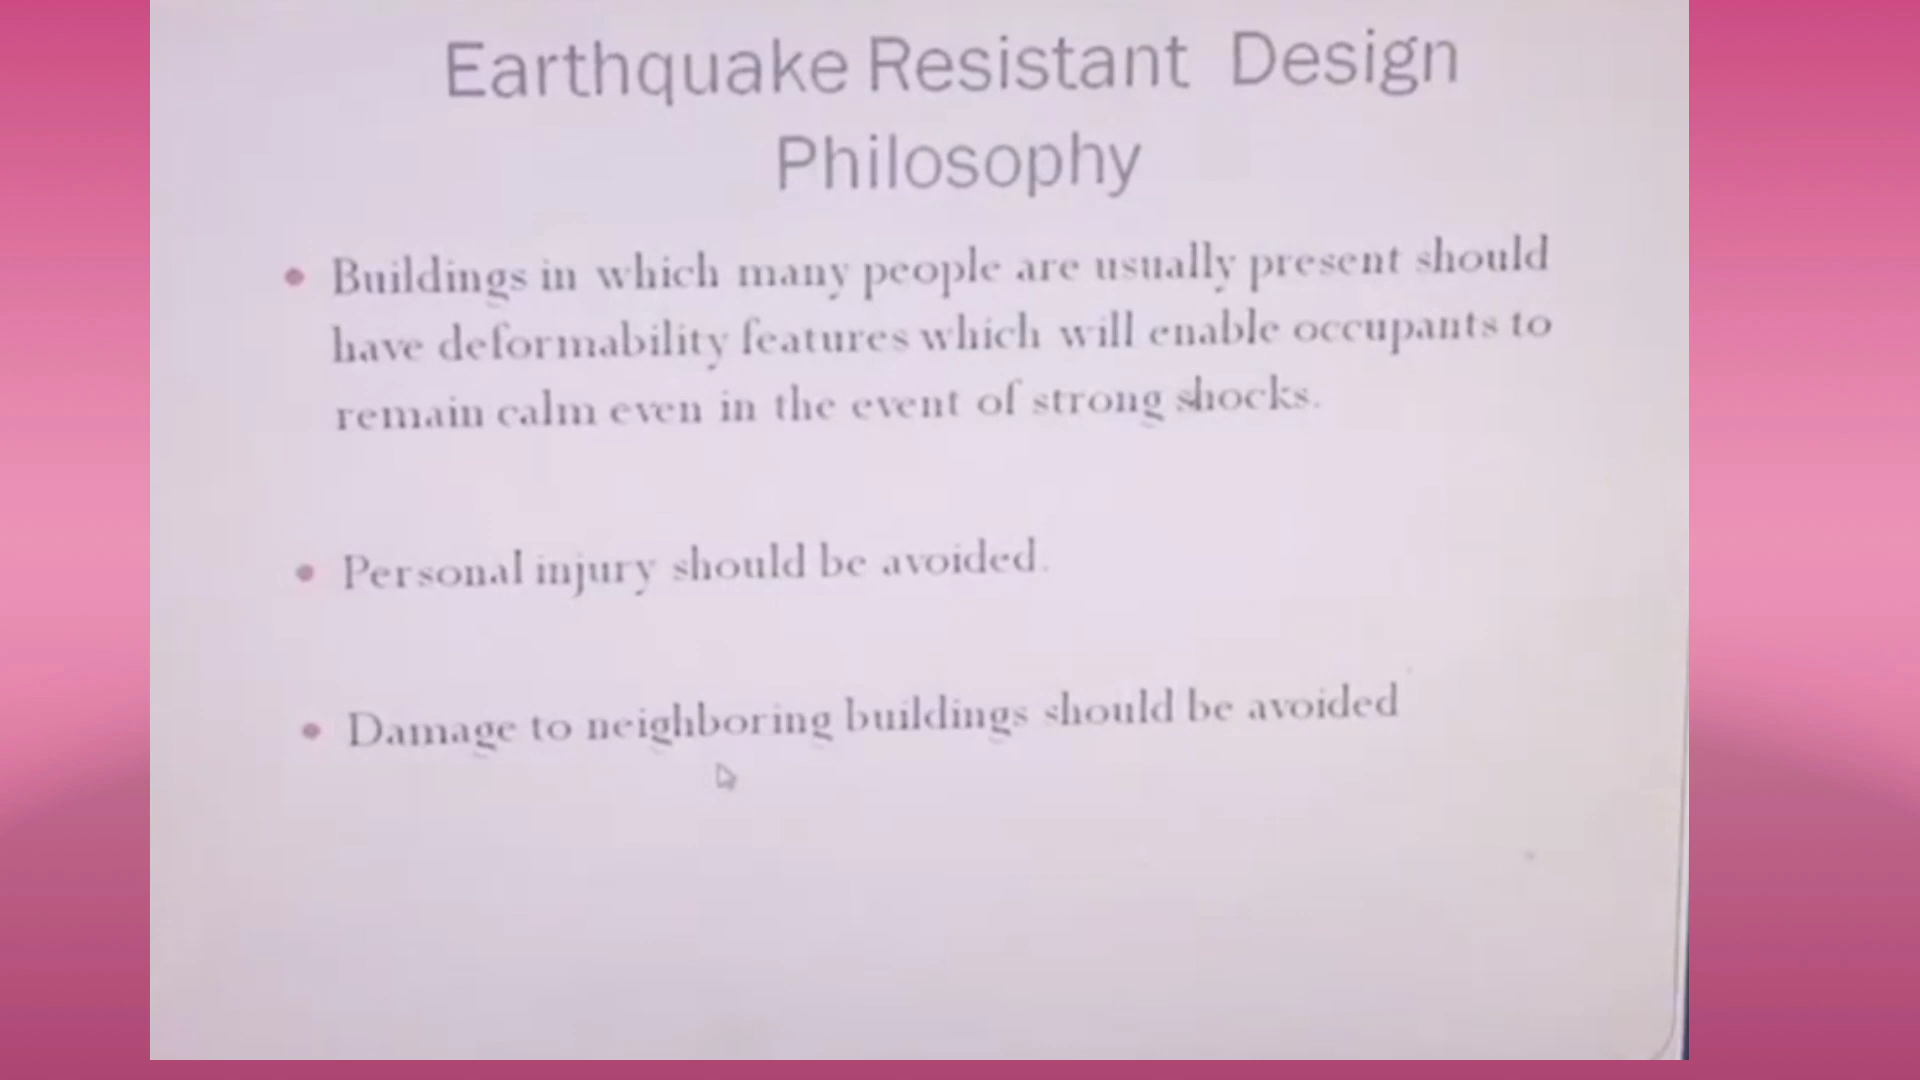 Earthquake Resistant Design
Philosophy
• Buildings in which many people are usually present should
have deformability features which will enable occupants to
remain calm even in the event of strong shocks.
• Personal injury should be avoided.
• Damage to neighboring buildings should be avoided